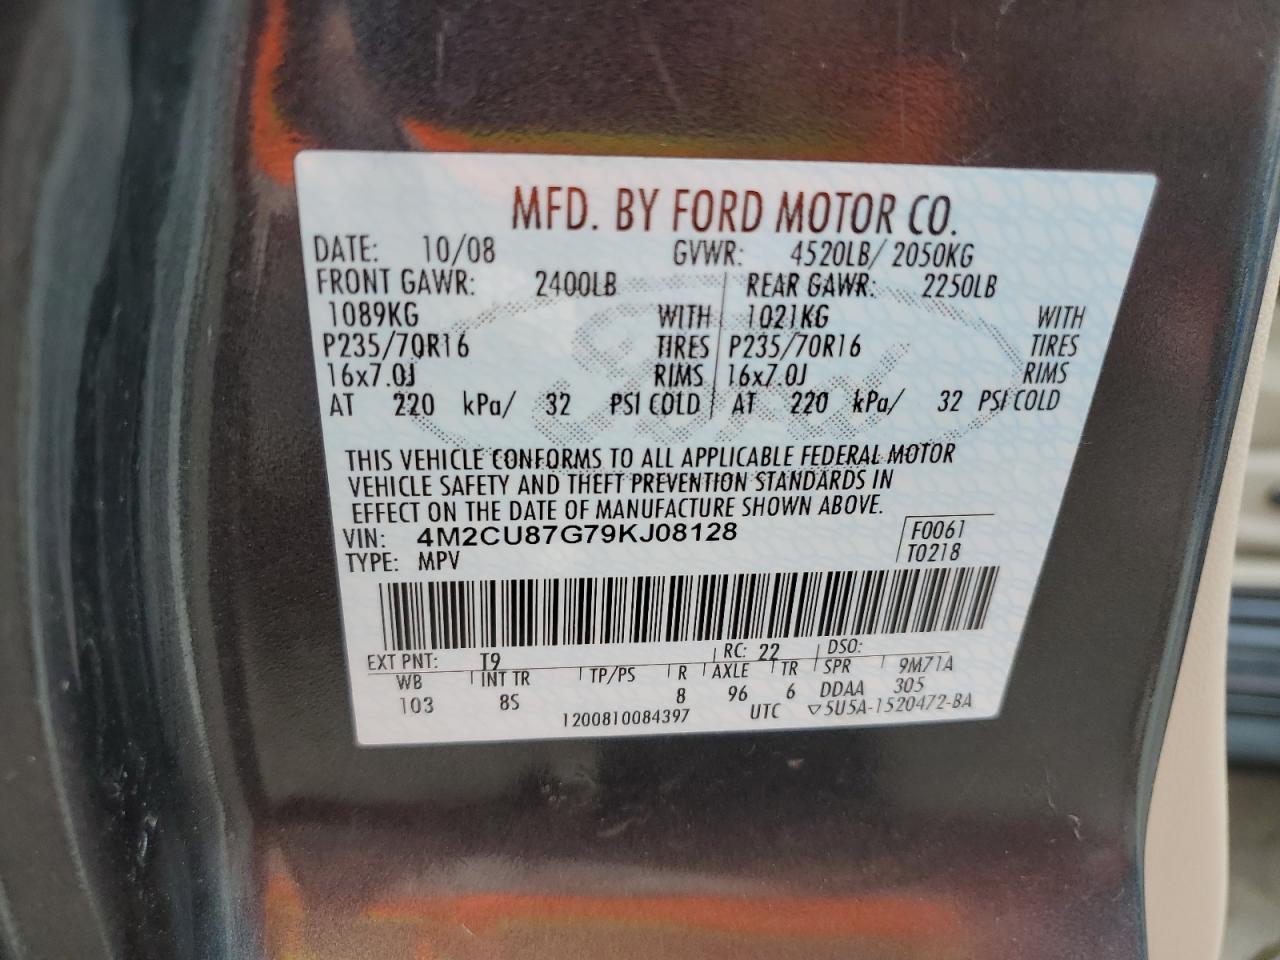 MFD. BY FORD MOTOR CO.
DATE: 10/08 GVWR: 4520LB/ 2050KG
FRONT GAWR: 2400LB REAR GAWR: 2250LB
1089KG WITH 1021KG WITH
P235/70R16 TIRES P235/70R16 TIRES
16x7.0J RIMS 16x7.0J RIMS
AT 220 kPa/ 32 PSI COLD AT 220 kPa/ 32 PSI COLD
THIS VEHICLE CONFORMS TO ALL APPLICABLE FEDERAL MOTOR
VEHICLE SAFETY AND THEFT PREVENTION STANDARDS IN
EFFECT ON THE DATE OF MANUFACTURE SHOWN ABOVE.
VIN: 4M2CU87G79KJ08128 F0061
TYPE: MPV T0218
EXT PNT: T9 RC: 22 DSO:
WB INT TR TP/PS R AXLE TR SPR 9M71A
103 8S 8 96 6 DDAA 305
1200810084397 UTC ▽5U5A-1520472-BA